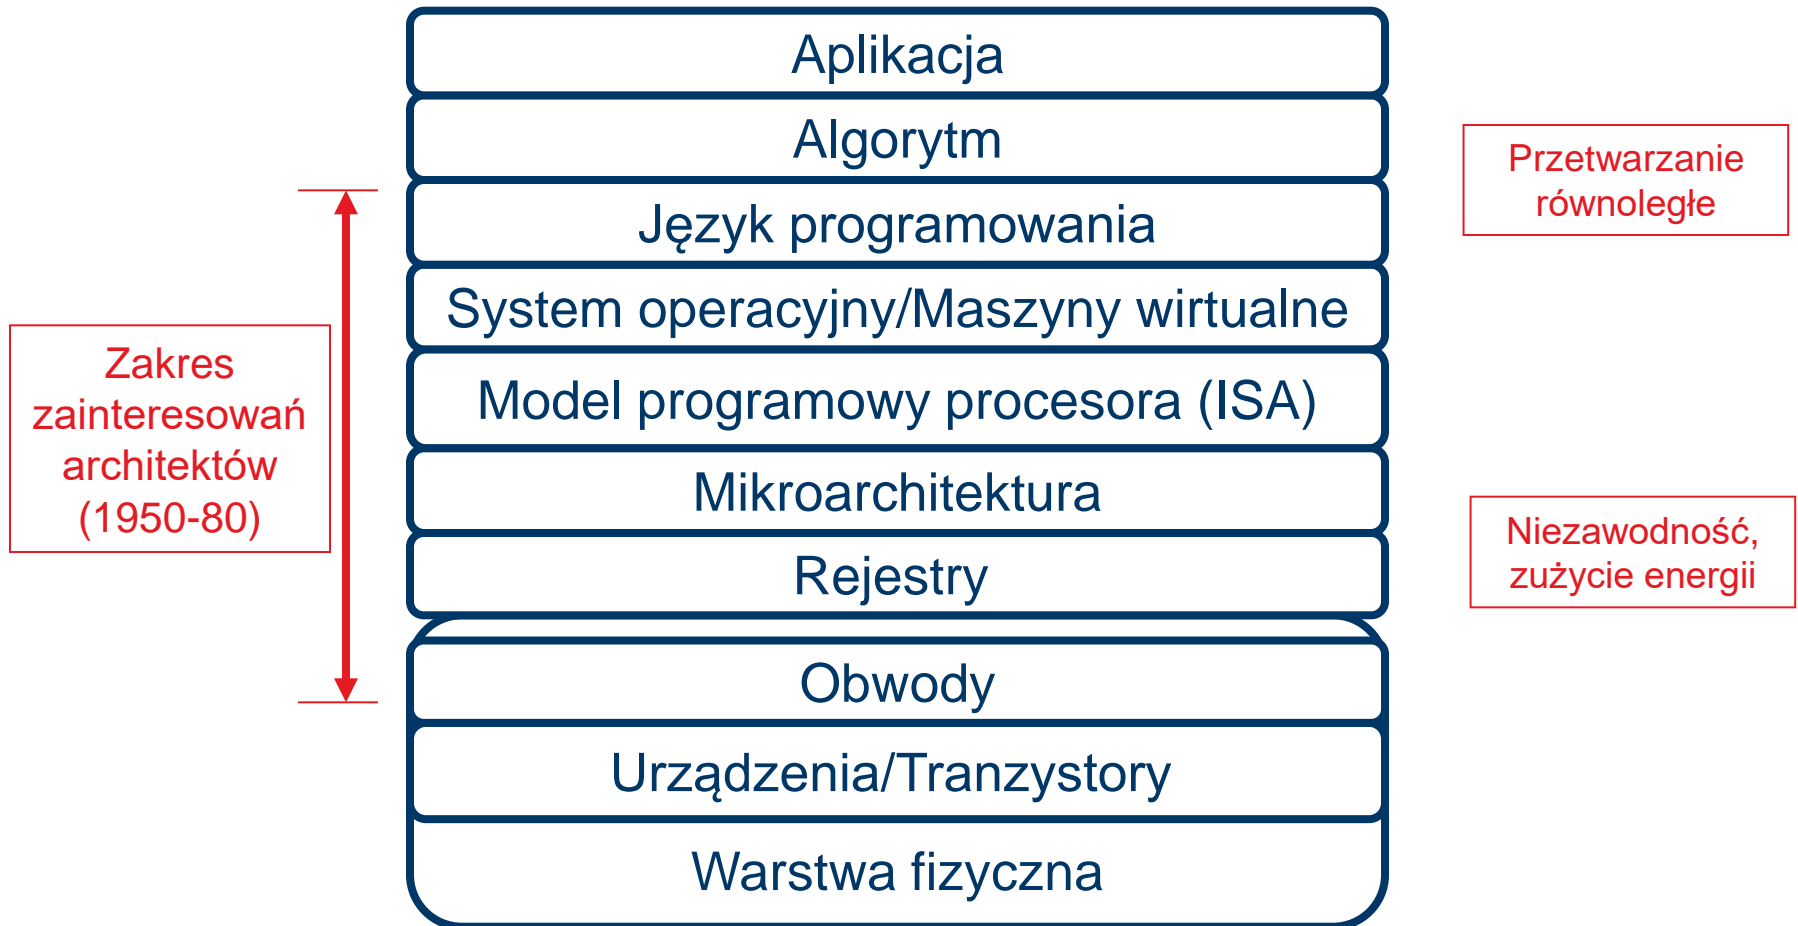 Aplikacja
Algorytm
Język programowania
System operacyjny/Maszyny wirtualne
Model programowy procesora (ISA)
Mikroarchitektura
Rejestry
Obwody
Urządzenia/Tranzystory
Warstwa fizyczna
Zakres
zainteresowań
architektów
(1950-80)
Przetwarzanie
równoległe
Niezawodność,
zużycie energii